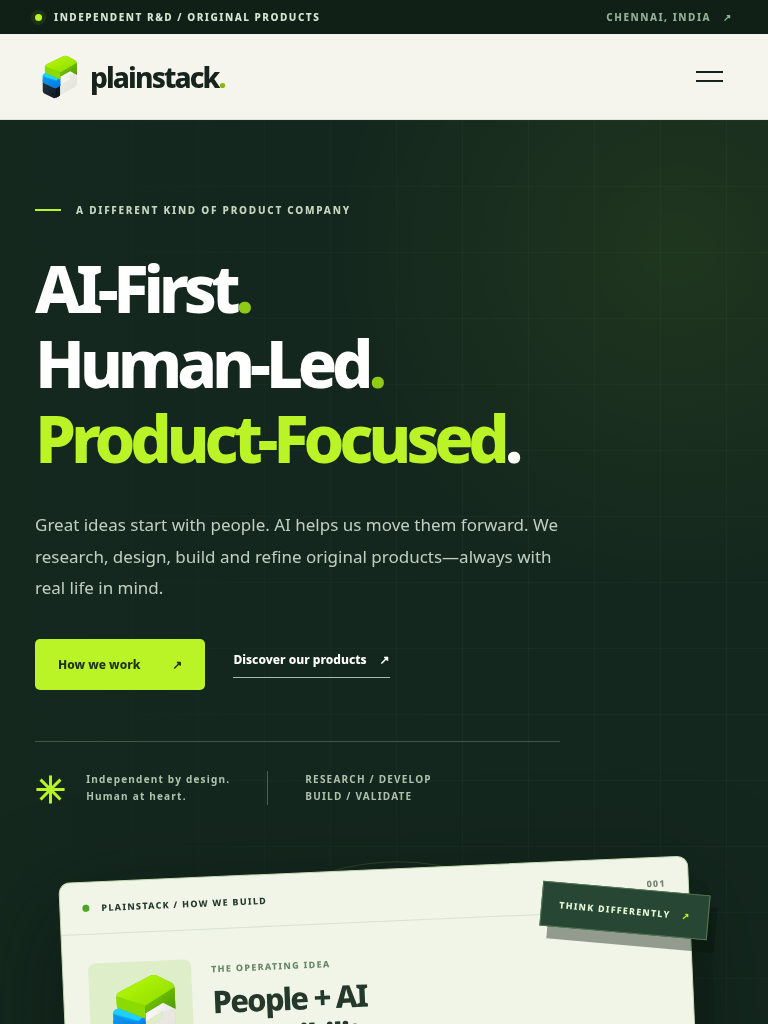 INDEPENDENT R&D / ORIGINAL PRODUCTS
CHENNAI, INDIA ↗
plainstack.
A DIFFERENT KIND OF PRODUCT COMPANY
AI-First.
Human-Led.
Product-Focused.
Great ideas start with people. AI helps us move them forward. We
research, design, build and refine original products—always with
real life in mind.
How we work ↗
Discover our products ↗
Independent by design.
Human at heart.
RESEARCH / DEVELOP
BUILD / VALIDATE
PLAINSTACK / HOW WE BUILD
001
THINK DIFFERENTLY ↗
THE OPERATING IDEA
People + AI